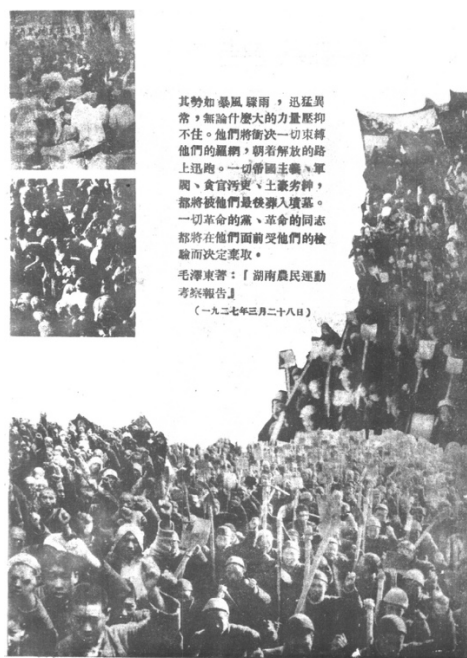 其勢如暴風驟雨，迅猛異
常，無論什麼大的力量壓抑
不住。他們將衝决一切束縛
他們的羅網，朝着解放的路
上迅跑。一切帝國主義、軍
閥、貪官污吏、土豪劣紳，
都將被他們最後葬入墳墓。
一切革命的黨、革命的同志
都將在他們面前受他們的檢
驗而决定棄取。
毛澤東著：『湖南農民運動
考察報告』
（一九二七年三月二十八日）